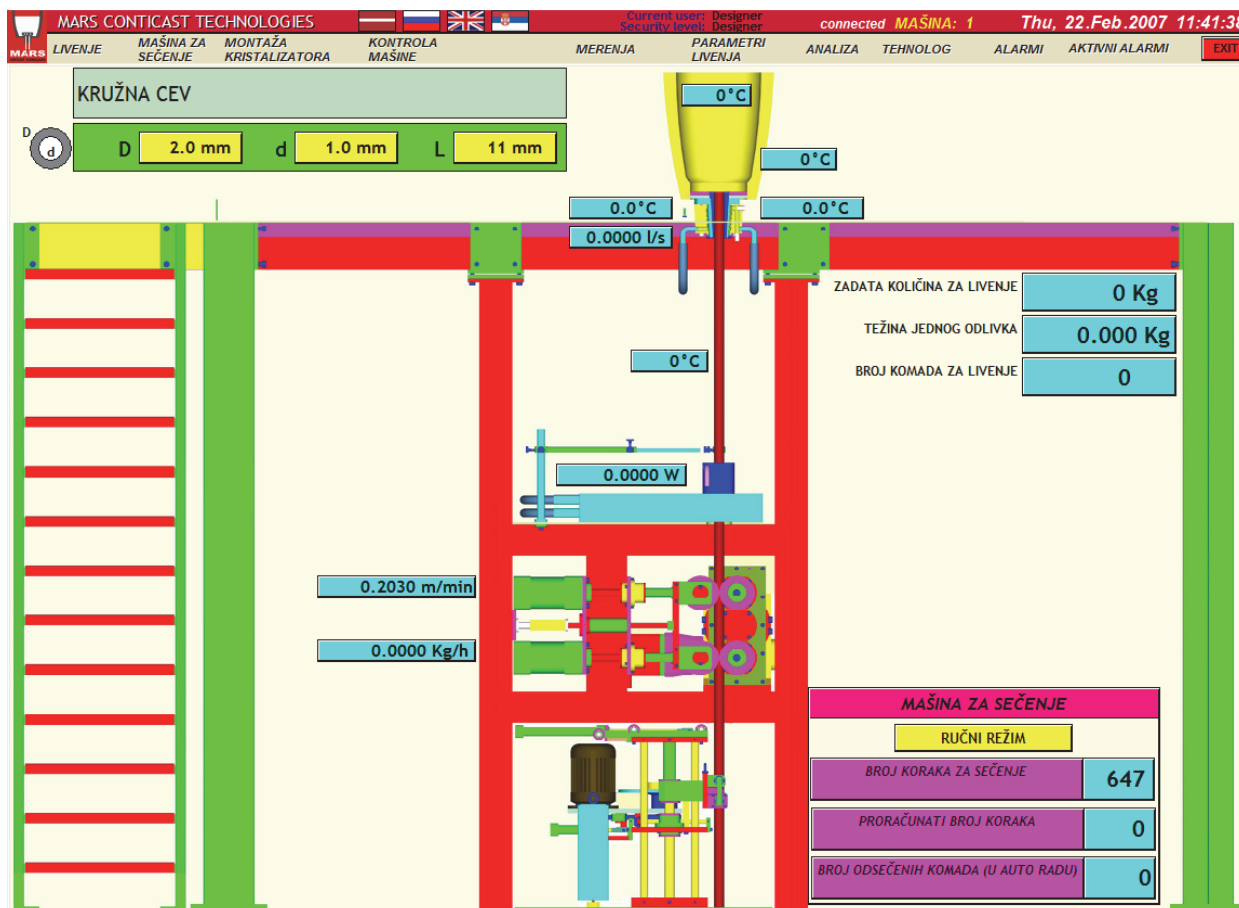 MARS CONTICAST TECHNOLOGIES
Current user: Designer
Security level: Designer
connected MAŠINA: 1
Thu, 22.Feb.2007 11:41:38
MARS
LIVENJE
MAŠINA ZA
SEČENJE
MONTAŽA
KRISTALIZATORA
KONTROLA
MAŠINE
MERENJA
PARAMETRI
LIVENJA
ANALIZA
TEHNOLOG
ALARMI
AKTIVNI ALARMI
EXIT
KRUŽNA CEV
D
d
D 2.0 mm d 1.0 mm L 11 mm
0°C
0°C
0.0°C
0.0°C
0.0000 l/s
ZADATA KOLIČINA ZA LIVENJE 0 Kg
TEŽINA JEDNOG ODLIVKA 0.000 Kg
BROJ KOMADA ZA LIVENJE 0
0°C
0.0000 W
0.2030 m/min
0.0000 Kg/h
MAŠINA ZA SEČENJE
RUČNI REŽIM
BROJ KORAKA ZA SEČENJE 647
PRORAČUNATI BROJ KORAKA 0
BROJ ODSEČENIH KOMADA (U AUTO RADU) 0